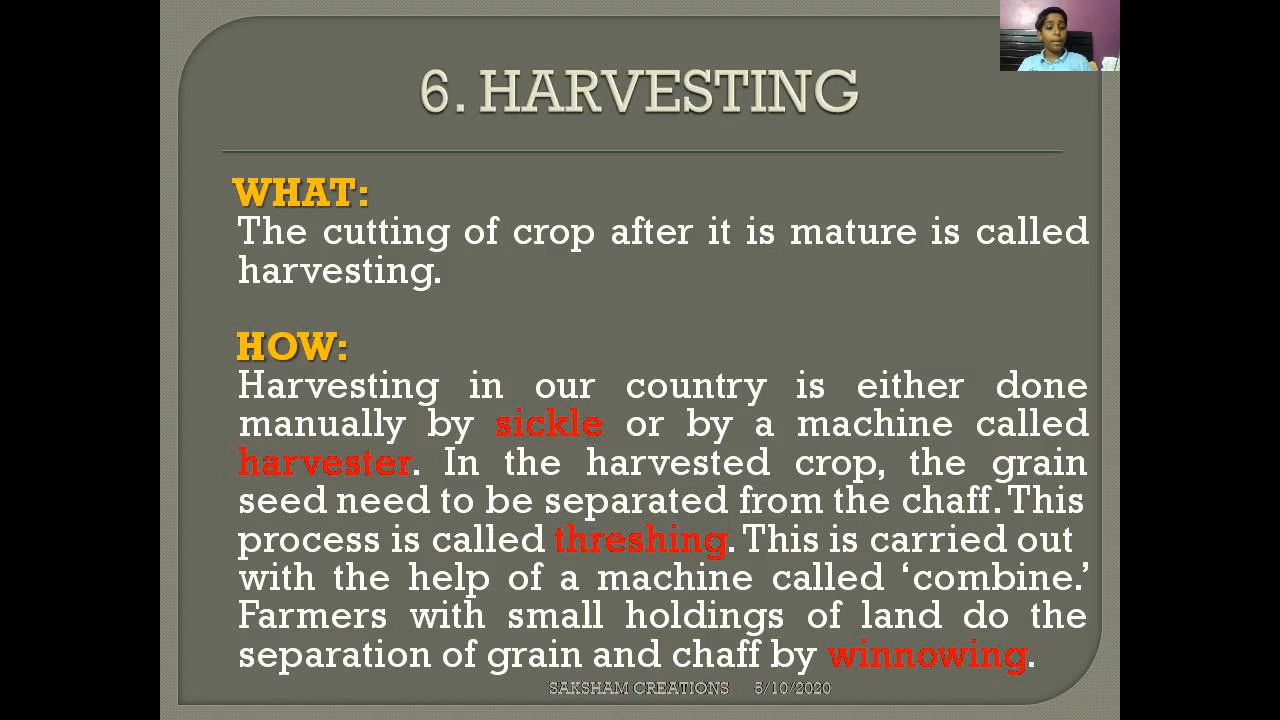 6. HARVESTING
WHAT:
The cutting of crop after it is mature is called
harvesting.
HOW:
Harvesting in our country is either done
manually by sickle or by a machine called
harvester. In the harvested crop, the grain
seed need to be separated from the chaff. This
process is called threshing. This is carried out
with the help of a machine called ‘combine.’
Farmers with small holdings of land do the
separation of grain and chaff by winnowing.
SAKSHAM CREATIONS 5/10/2020